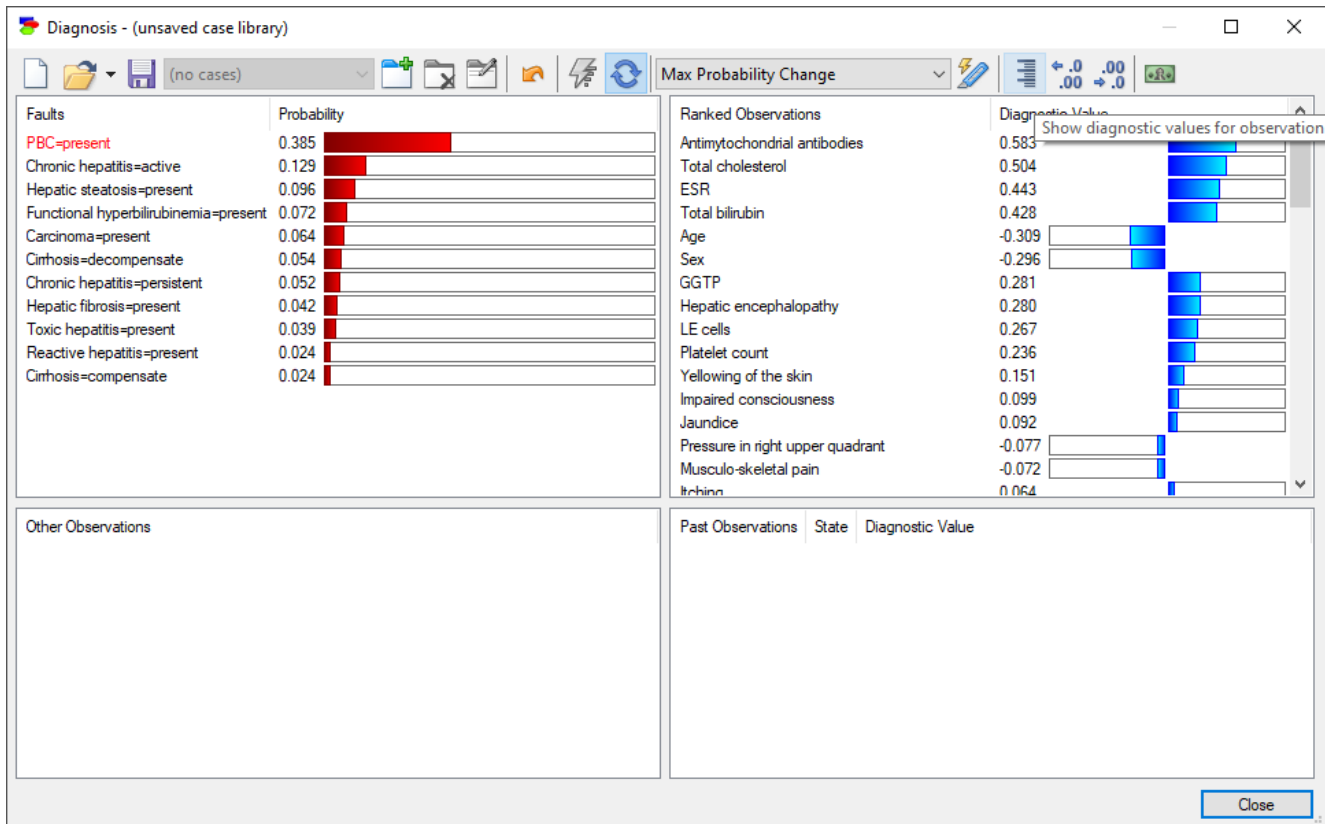 Diagnosis - (unsaved case library)
(no cases)
Max Probability Change
← .0 .00
.00 → .0
R
Faults Probability
PBC=present 0.385
Chronic hepatitis=active 0.129
Hepatic steatosis=present 0.096
Functional hyperbilirubinemia=present 0.072
Carcinoma=present 0.064
Cirrhosis=decompensate 0.054
Chronic hepatitis=persistent 0.052
Hepatic fibrosis=present 0.042
Toxic hepatitis=present 0.039
Reactive hepatitis=present 0.024
Cirrhosis=compensate 0.024
Ranked Observations Diagnostic Value
Show diagnostic values for observation
Antimytochondrial antibodies 0.583
Total cholesterol 0.504
ESR 0.443
Total bilirubin 0.428
Age -0.309
Sex -0.296
GGTP 0.281
Hepatic encephalopathy 0.280
LE cells 0.267
Platelet count 0.236
Yellowing of the skin 0.151
Impaired consciousness 0.099
Jaundice 0.092
Pressure in right upper quadrant -0.077
Musculo-skeletal pain -0.072
Itching 0.064
Other Observations
Past Observations State Diagnostic Value
Close